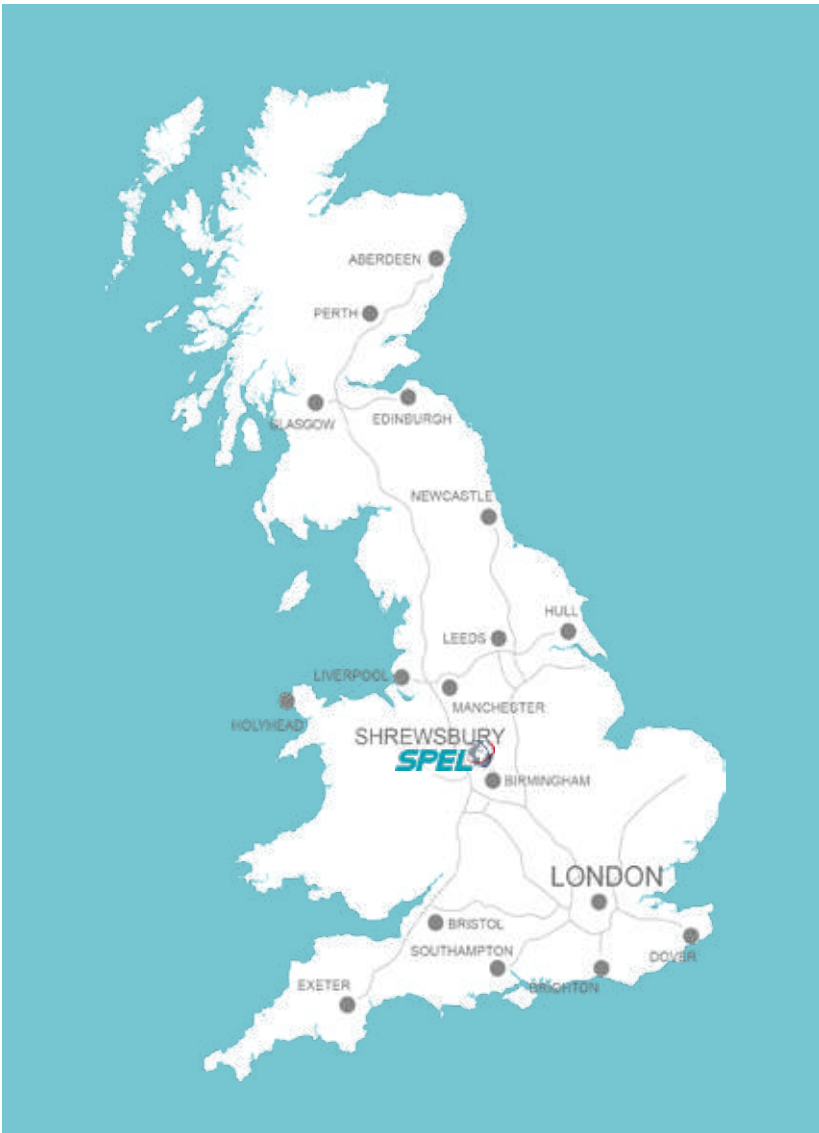 ABERDEEN
PERTH
GLASGOW
EDINBURGH
NEWCASTLE
HULL
LEEDS
LIVERPOOL
MANCHESTER
HOLYHEAD
SHREWSBURY
SPEL
BIRMINGHAM
LONDON
BRISTOL
SOUTHAMPTON
DOVER
BRIGHTON
EXETER